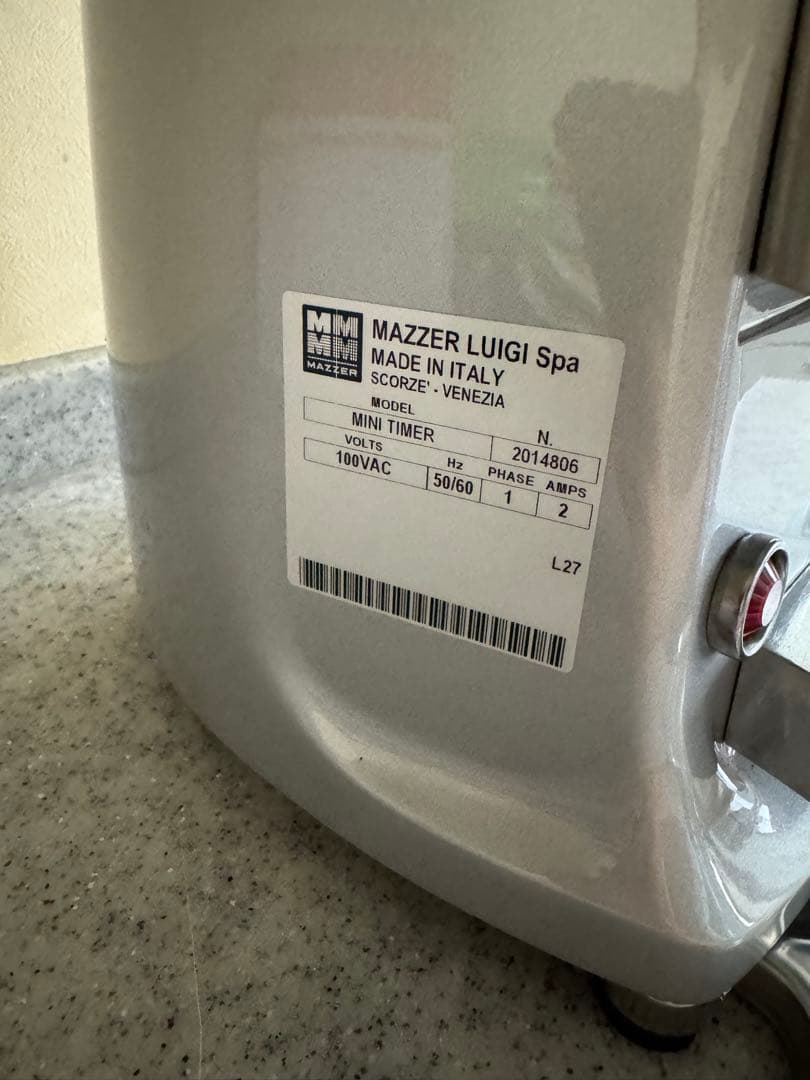 MAZZER
MAZZER LUIGI Spa
MADE IN ITALY
SCORZE' - VENEZIA
MODEL N.
MINI TIMER 2014806
VOLTS Hz PHASE AMPS
100VAC 50/60 1 2
L27